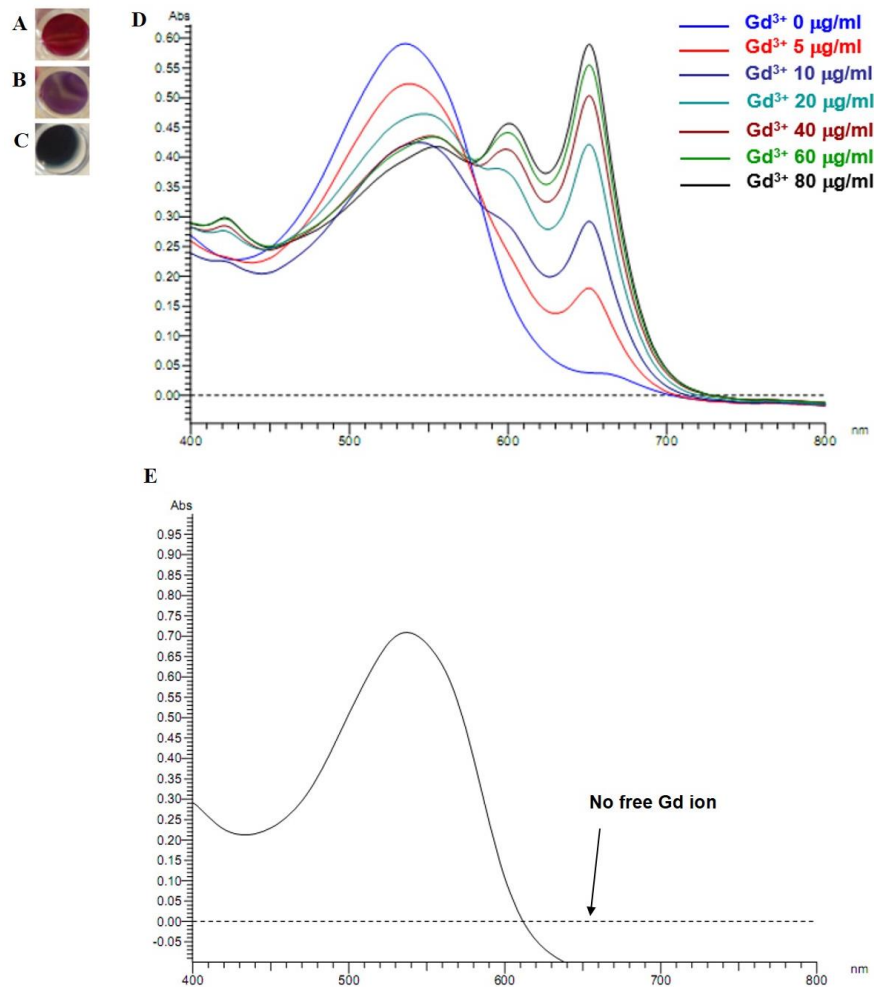 A
B
C
D
Abs
0.60
0.55
0.50
0.45
0.40
0.35
0.30
0.25
0.20
0.15
0.10
0.05
0.00
400 500 600 700 800 nm
Gd³⁺ 0 µg/ml
Gd³⁺ 5 µg/ml
Gd³⁺ 10 µg/ml
Gd³⁺ 20 µg/ml
Gd³⁺ 40 µg/ml
Gd³⁺ 60 µg/ml
Gd³⁺ 80 µg/ml
E
Abs
0.95
0.90
0.85
0.80
0.75
0.70
0.65
0.60
0.55
0.50
0.45
0.40
0.35
0.30
0.25
0.20
0.15
0.10
0.05
0.00
-0.05
No free Gd ion
400 500 600 700 800 nm